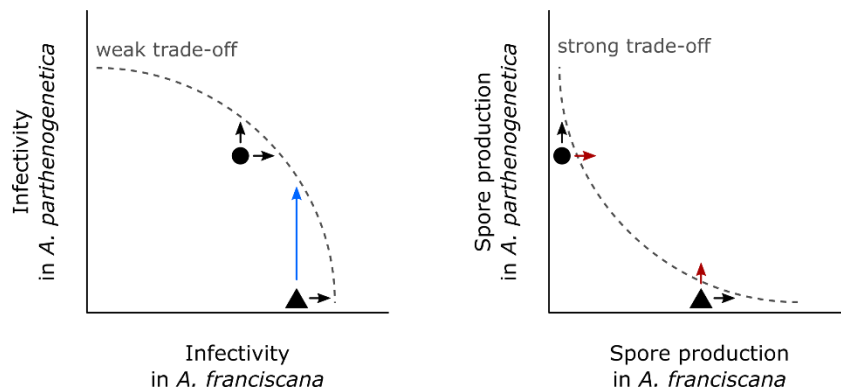 weak trade-off
Infectivity
in A. parthenogenetica
Infectivity
in A. franciscana
strong trade-off
Spore production
in A. parthenogenetica
Spore production
in A. franciscana